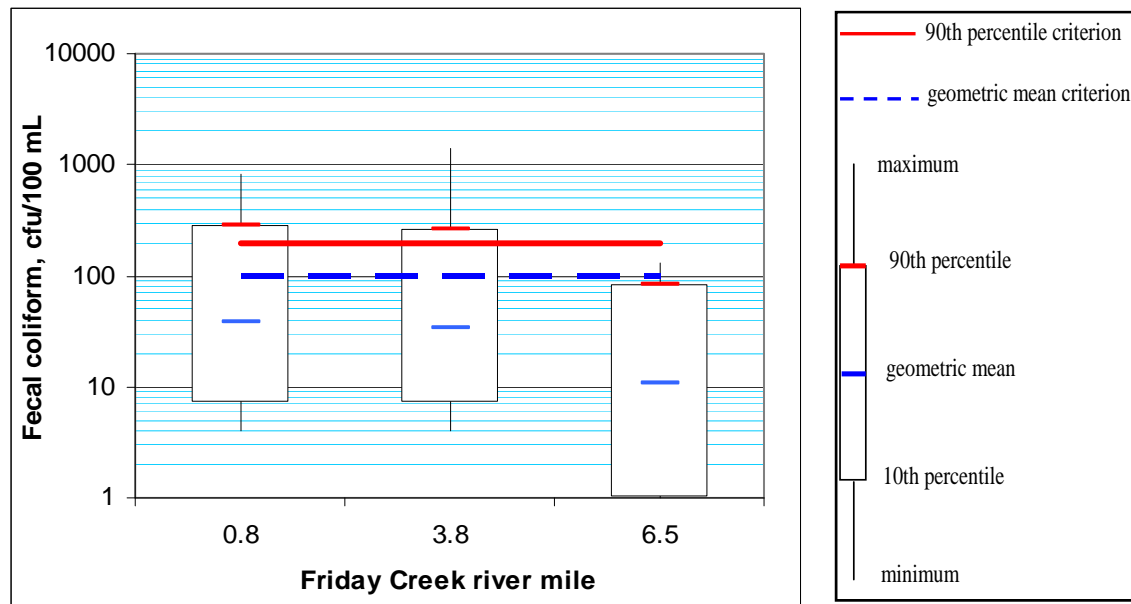 Fecal coliform, cfu/100 mL
10000
1000
100
10
1
0.8 3.8 6.5
Friday Creek river mile
90th percentile criterion
geometric mean criterion
maximum
90th percentile
geometric mean
10th percentile
minimum